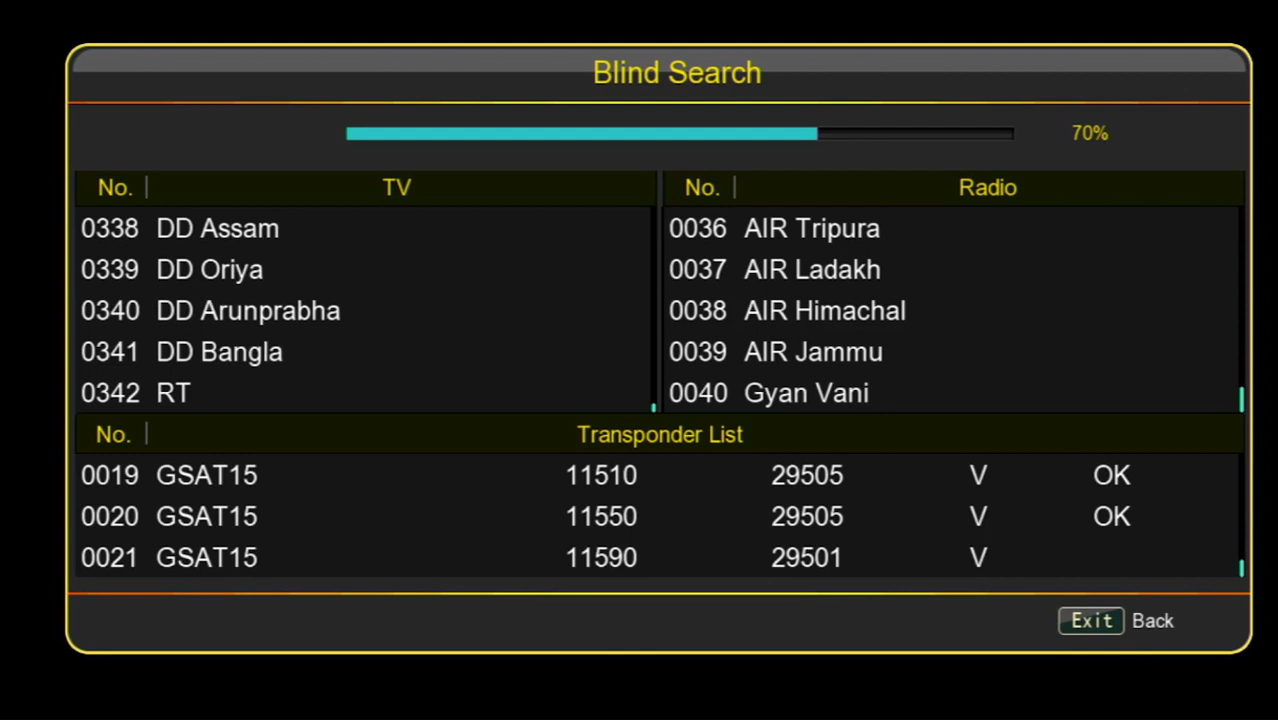 Blind Search
70%
No. TV No. Radio
0338 DD Assam 0036 AIR Tripura
0339 DD Oriya 0037 AIR Ladakh
0340 DD Arunprabha 0038 AIR Himachal
0341 DD Bangla 0039 AIR Jammu
0342 RT 0040 Gyan Vani
No. Transponder List
0019 GSAT15 11510 29505 V OK
0020 GSAT15 11550 29505 V OK
0021 GSAT15 11590 29501 V
Exit Back